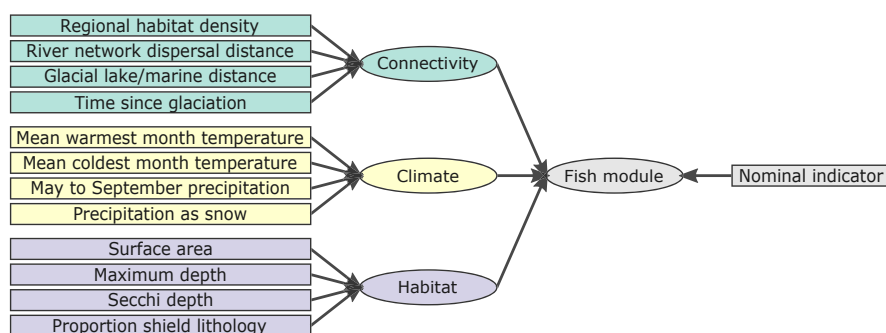 Regional habitat density
River network dispersal distance
Glacial lake/marine distance
Time since glaciation
Connectivity
Mean warmest month temperature
Mean coldest month temperature
May to September precipitation
Precipitation as snow
Climate
Fish module
Nominal indicator
Surface area
Maximum depth
Secchi depth
Proportion shield lithology
Habitat